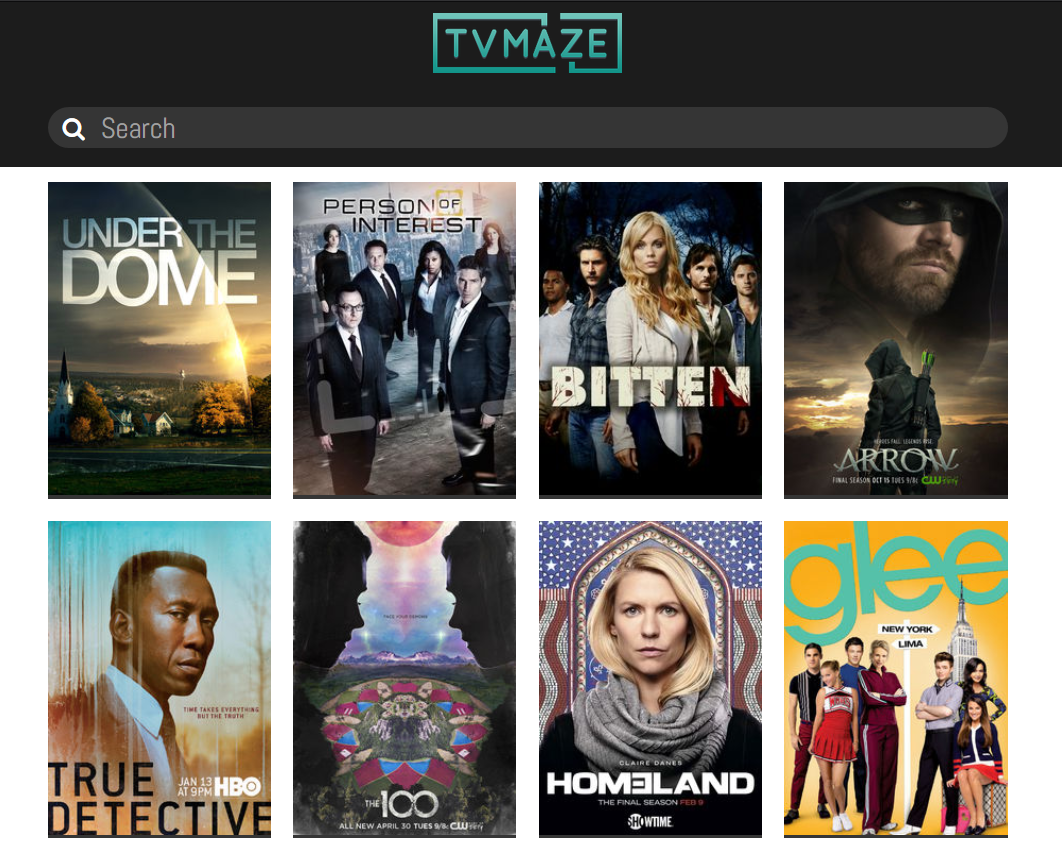 TVMAZE
Search
UNDER THE
DOME
PERSON OF
INTEREST
BITTEN
HEROES FALL. LEGENDS RISE.
ARROW
FINAL SEASON OCT 15 TUES 9/8c CW
TIME TAKES EVERYTHING
BUT THE TRUTH
TRUE
JAN 13
AT 9PM HBO
DETECTIVE
FACE YOUR DEMONS
THE 100
ALL NEW APRIL 30 TUES 9/8c CW
CLAIRE DANES
HOMELAND
THE FINAL SEASON FEB 9
SHOWTIME
glee
NEW YORK
LIMA